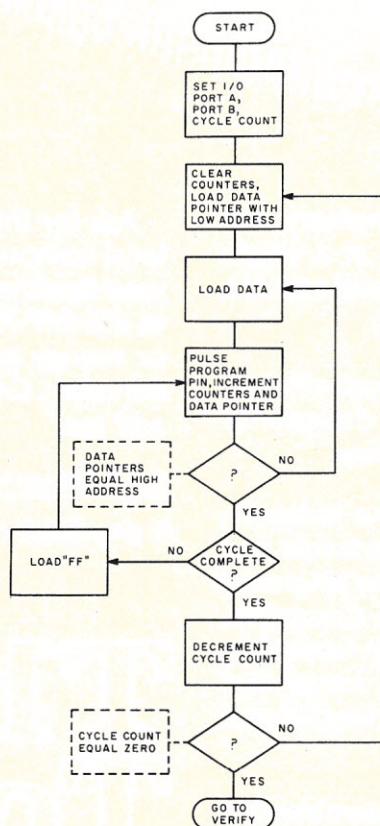 START
SET I/O
PORT A,
PORT B,
CYCLE COUNT
CLEAR
COUNTERS,
LOAD DATA
POINTER WITH
LOW ADDRESS
LOAD DATA
PULSE
PROGRAM
PIN, INCREMENT
COUNTERS AND
DATA POINTER
DATA
POINTERS
EQUAL HIGH
ADDRESS
?
NO
YES
LOAD "FF"
NO
CYCLE
COMPLETE
?
YES
DECREMENT
CYCLE COUNT
CYCLE COUNT
EQUAL ZERO
?
NO
YES
GO TO
VERIFY